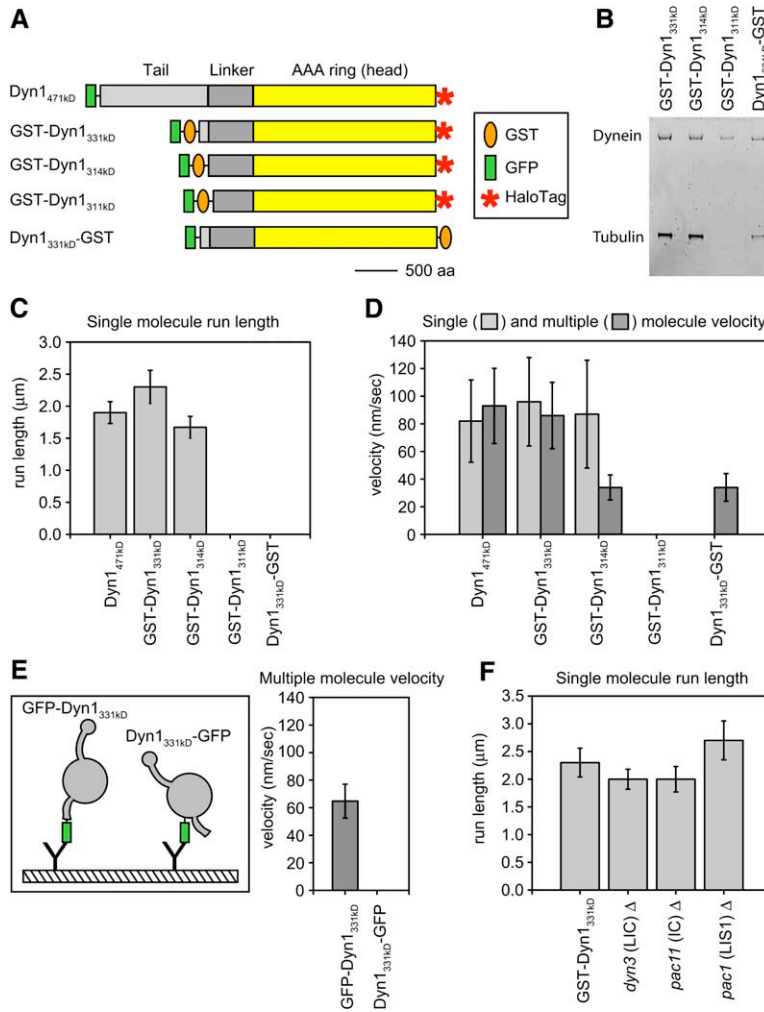 A
Tail Linker AAA ring (head)
Dyn1471kD
GST-Dyn1331kD
GST-Dyn1314kD
GST-Dyn1311kD
Dyn1331kD-GST
GST
GFP
HaloTag
500 aa
B
GST-Dyn1331kD
GST-Dyn1314kD
GST-Dyn1311kD
Dyn1331kD-GST
Dynein
Tubulin
C
Single molecule run length
run length (μm)
3.0
2.5
2.0
1.5
1.0
0.5
0.0
Dyn1471kD
GST-Dyn1331kD
GST-Dyn1314kD
GST-Dyn1311kD
Dyn1331kD-GST
D
Single ( ) and multiple ( ) molecule velocity
velocity (nm/sec)
140
120
100
80
60
40
20
0
Dyn1471kD
GST-Dyn1331kD
GST-Dyn1314kD
GST-Dyn1311kD
Dyn1331kD-GST
E
GFP-Dyn1331kD
Dyn1331kD-GFP
Multiple molecule velocity
velocity (nm/sec)
140
120
100
80
60
40
20
0
GFP-Dyn1331kD
Dyn1331kD-GFP
F
Single molecule run length
run length (μm)
3.5
3.0
2.5
2.0
1.5
1.0
0.5
0.0
GST-Dyn1331kD
dyn3 (LIC) Δ
pac11 (IC) Δ
pac1 (LIS1) Δ